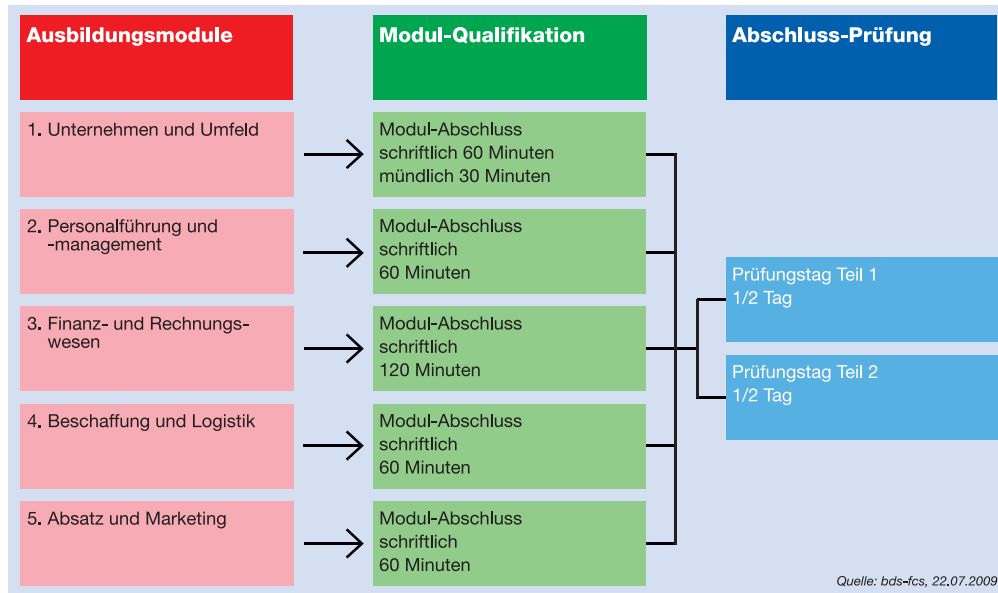 Ausbildungsmodule
Modul-Qualifikation
Abschluss-Prüfung
1. Unternehmen und Umfeld
Modul-Abschluss
schriftlich 60 Minuten
mündlich 30 Minuten
2. Personalführung und
-management
Modul-Abschluss
schriftlich
60 Minuten
3. Finanz- und Rechnungs-
wesen
Modul-Abschluss
schriftlich
120 Minuten
4. Beschaffung und Logistik
Modul-Abschluss
schriftlich
60 Minuten
5. Absatz und Marketing
Modul-Abschluss
schriftlich
60 Minuten
Prüfungstag Teil 1
1/2 Tag
Prüfungstag Teil 2
1/2 Tag
Quelle: bds-fcs, 22.07.2009